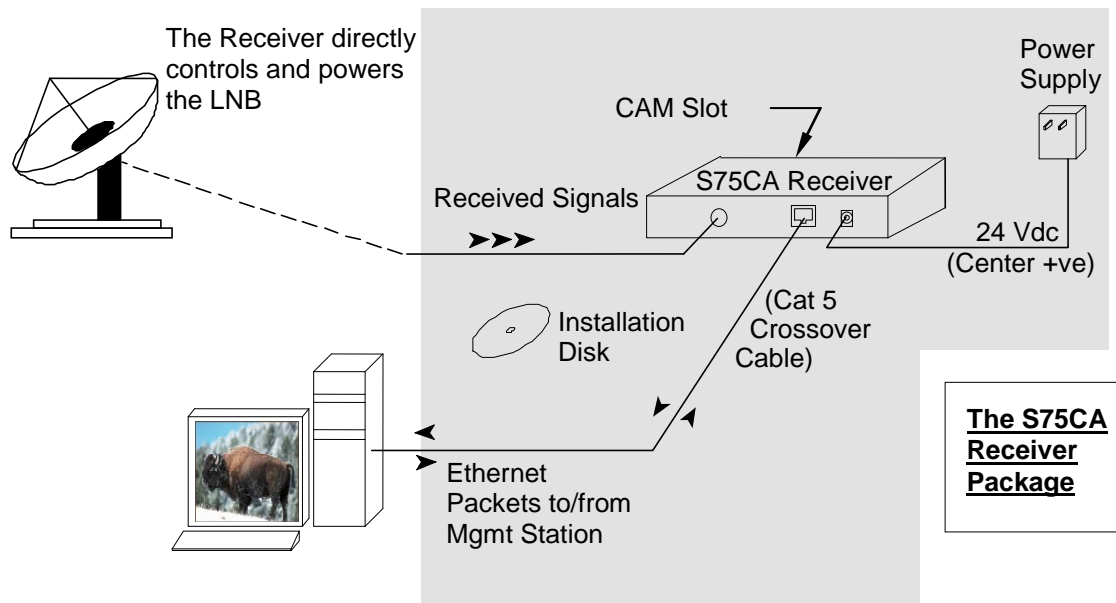 The Receiver directly
controls and powers
the LNB
Power
Supply
CAM Slot
S75CA Receiver
Received Signals
24 Vdc
(Center +ve)
(Cat 5
Crossover
Cable)
Installation
Disk
The S75CA
Receiver
Package
Ethernet
Packets to/from
Mgmt Station